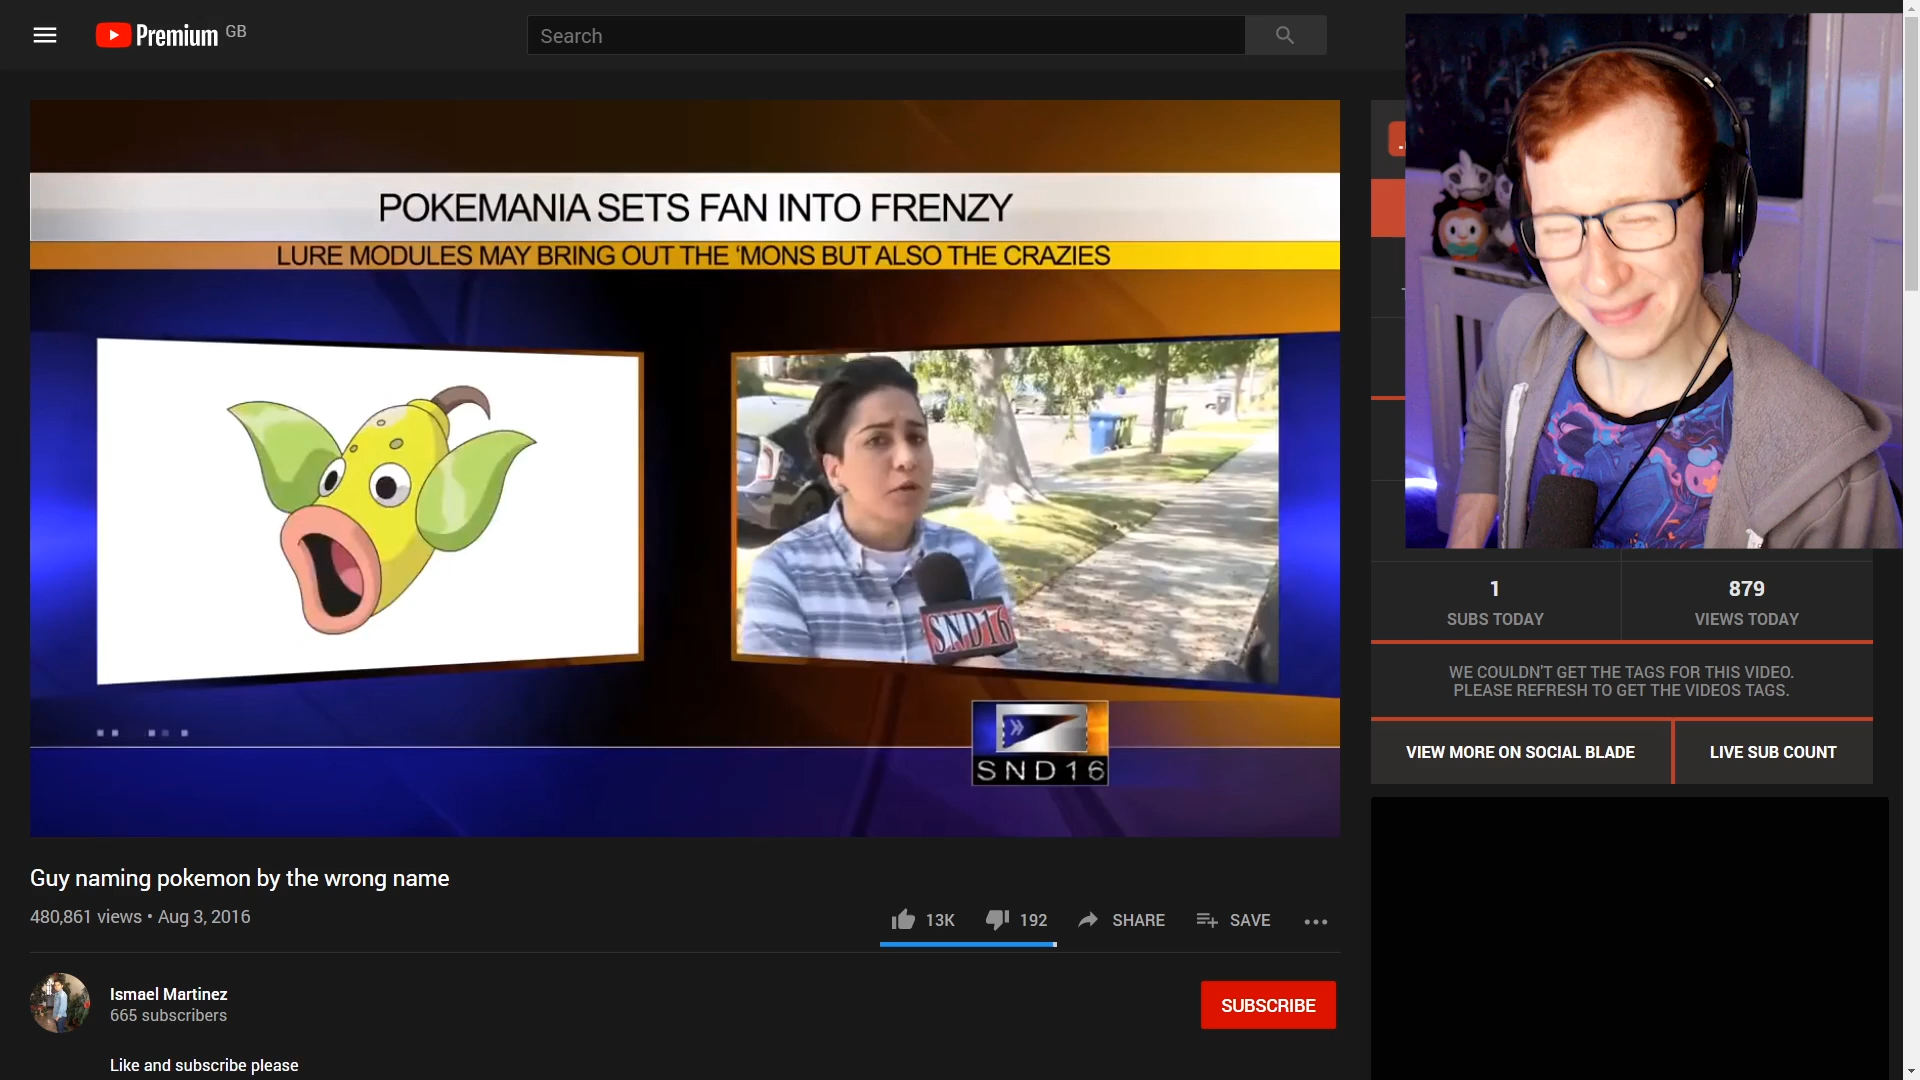 Premium GB
Search
POKEMANIA SETS FAN INTO FRENZY
LURE MODULES MAY BRING OUT THE ‘MONS BUT ALSO THE CRAZIES
SND16
SND16
Guy naming pokemon by the wrong name
480,861 views • Aug 3, 2016
13K
192
SHARE
SAVE
Ismael Martinez
665 subscribers
SUBSCRIBE
Like and subscribe please
1
SUBS TODAY
879
VIEWS TODAY
WE COULDN'T GET THE TAGS FOR THIS VIDEO.
PLEASE REFRESH TO GET THE VIDEOS TAGS.
VIEW MORE ON SOCIAL BLADE
LIVE SUB COUNT